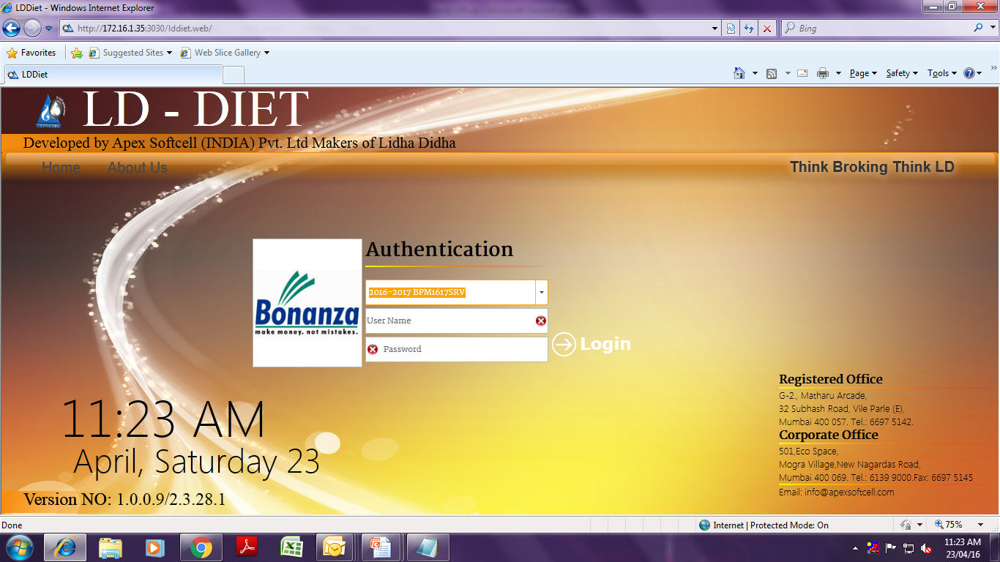 LDDiet - Windows Internet Explorer
http://172.16.1.35:3030/lddiet.web/
Bing
Favorites
Suggested Sites
Web Slice Gallery
LDDiet
Page
Safety
Tools
LD - DIET
Developed by Apex Softcell (INDIA) Pvt. Ltd Makers of Lidha Didha
Home
About Us
Think Broking Think LD
Bonanza
make money. not mistakes.
Authentication
2016-2017 BPM1617SRV
User Name
Password
Login
11:23 AM
April, Saturday 23
Version NO: 1.0.0.9/2.3.28.1
Registered Office
G-2., Matharu Arcade,
32 Subhash Road, Vile Parle (E),
Mumbai 400 057. Tel.: 6697 5142.
Corporate Office
501,Eco Space,
Mogra Village,New Nagardas Road,
Mumbai 400 069. Tel.: 6139 9000.Fax: 6697 5145
Email: info@apexsoftcell.com
Done
Internet | Protected Mode: On
75%
11:23 AM
23/04/16